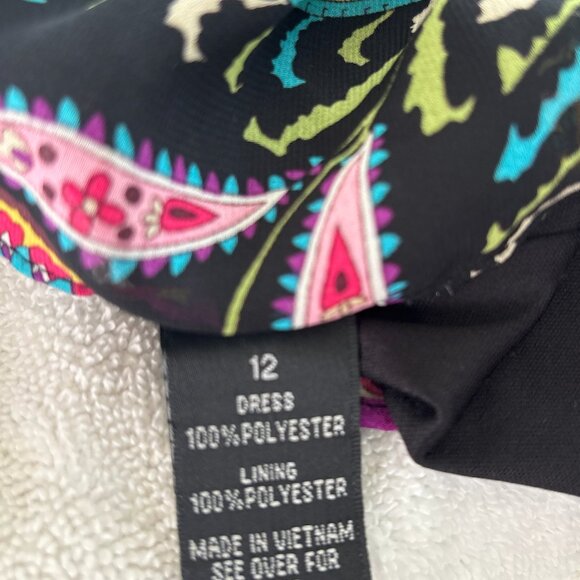 12
DRESS
100%POLYESTER
LINING
100%POLYESTER
MADE IN VIETNAM
SEE OVER FOR